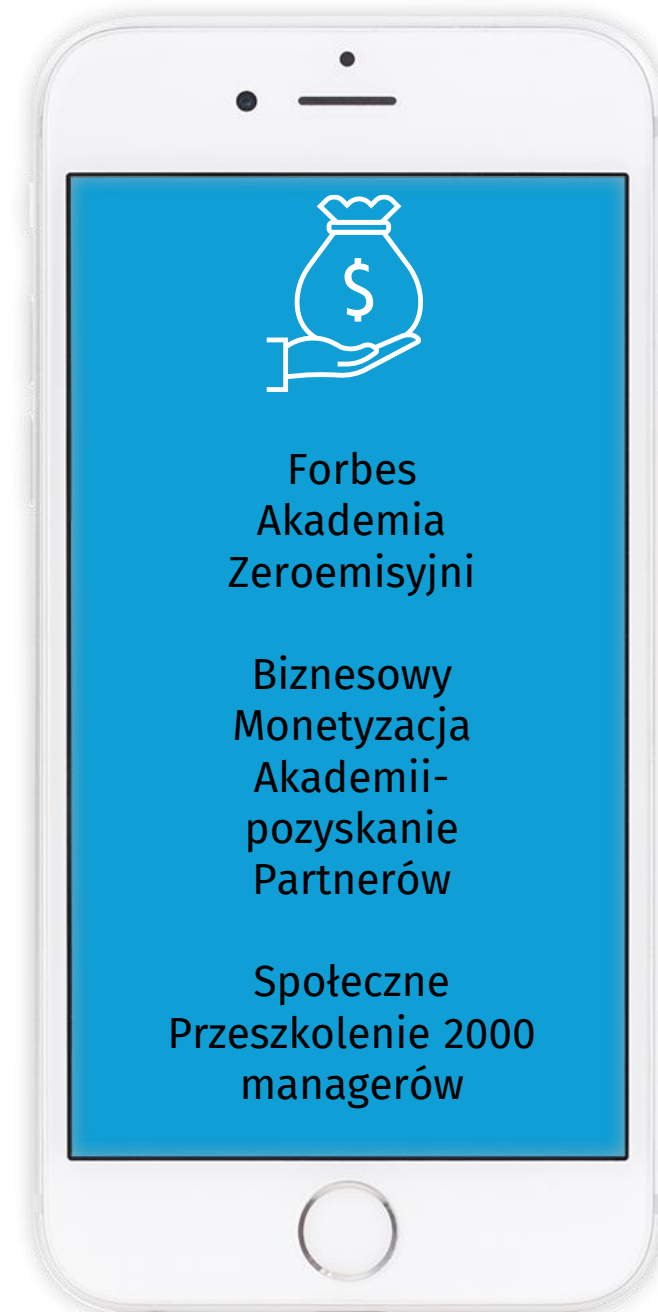 $
Forbes
Akademia
Zeroemisyjni
Biznesowy
Monetyzacja
Akademii-
pozyskanie
Partnerów
Społeczne
Przeszkolenie 2000
managerów